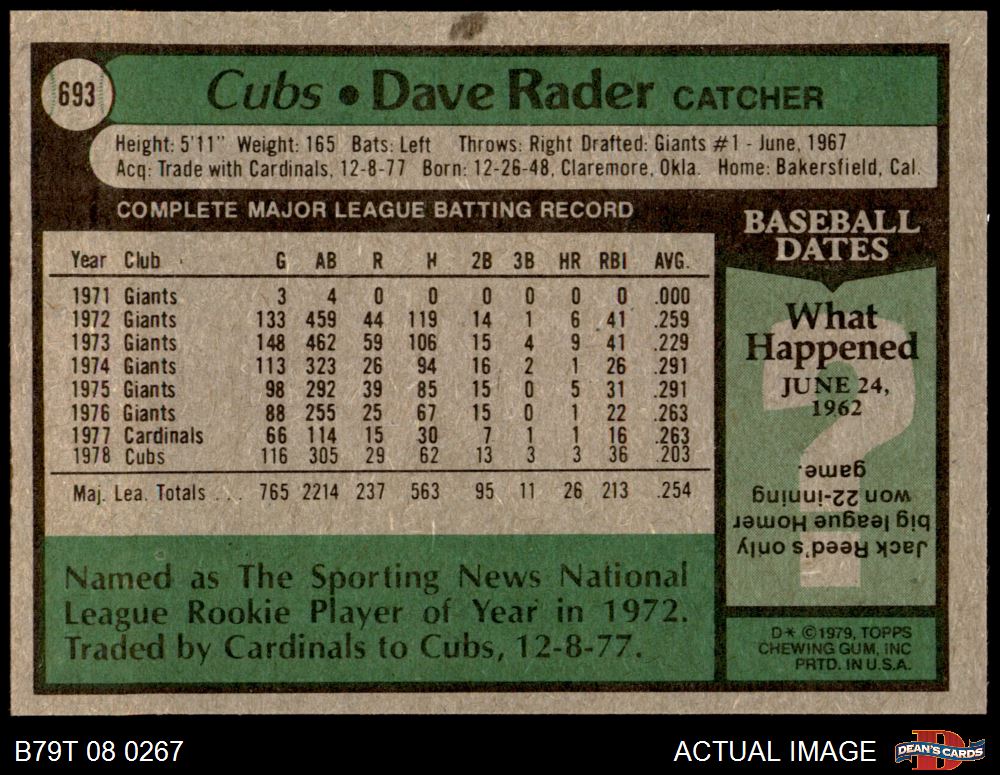 693
Cubs • Dave Rader CATCHER
Height: 5'11" Weight: 165 Bats: Left Throws: Right Drafted: Giants #1 - June, 1967
Acq: Trade with Cardinals, 12-8-77 Born: 12-26-48, Claremore, Okla. Home: Bakersfield, Cal.
COMPLETE MAJOR LEAGUE BATTING RECORD
Year Club G AB R H 2B 3B HR RBI AVG.
1971 Giants 3 4 0 0 0 0 0 0 .000
1972 Giants 133 459 44 119 14 1 6 41 .259
1973 Giants 148 462 59 106 15 4 9 41 .229
1974 Giants 113 323 26 94 16 2 1 26 .291
1975 Giants 98 292 39 85 15 0 5 31 .291
1976 Giants 88 255 25 67 15 0 1 22 .263
1977 Cardinals 66 114 15 30 7 1 1 16 .263
1978 Cubs 116 305 29 62 13 3 3 36 .203
Maj. Lea. Totals ... 765 2214 237 563 95 11 26 213 .254
Named as The Sporting News National
League Rookie Player of Year in 1972.
Traded by Cardinals to Cubs, 12-8-77.
BASEBALL
DATES
What
Happened
JUNE 24,
1962
?
Jack Reed's only
big league Homer
won 22-inning
game.
D* ©1979, TOPPS
CHEWING GUM, INC
PRTD. IN U.S.A.
B79T 08 0267
ACTUAL IMAGE
D
DEAN'S CARDS